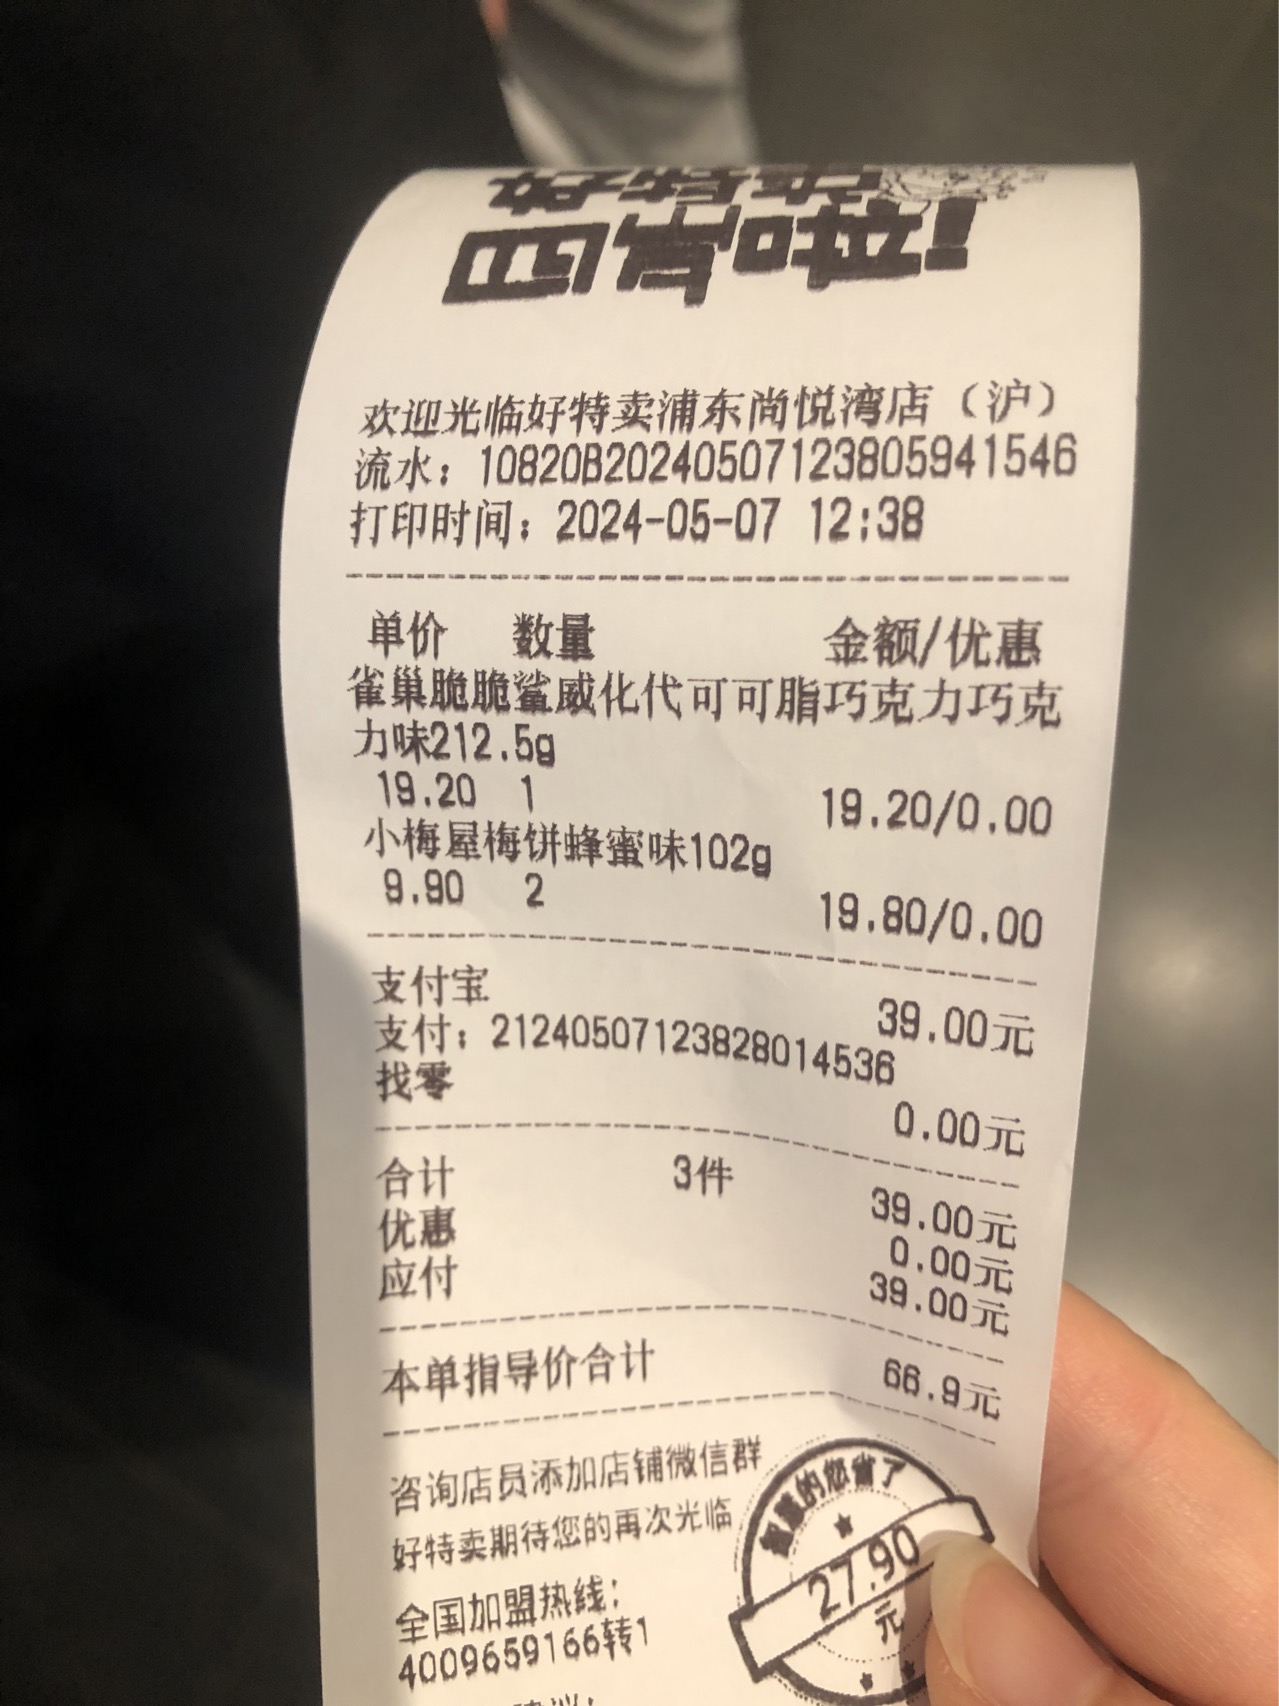 欢迎光临好特卖浦东尚悦湾店（沪）
流水：10820B20240507123805941546
打印时间：2024-05-07 12:38
单价 数量 金额/优惠
雀巢脆脆鲨威化代可可脂巧克力巧克
力味212.5g
19.20 1 19.20/0.00
小梅屋梅饼蜂蜜味102g
9.90 2 19.80/0.00
支付宝 39.00元
支付：21240507123828014536
找零 0.00元
合计 3件 39.00元
优惠 0.00元
应付 39.00元
本单指导价合计 66.9元
咨询店员添加店铺微信群
好特卖期待您的再次光临
全国加盟热线：
4009659166转1
智慧的您省了
27.90
元